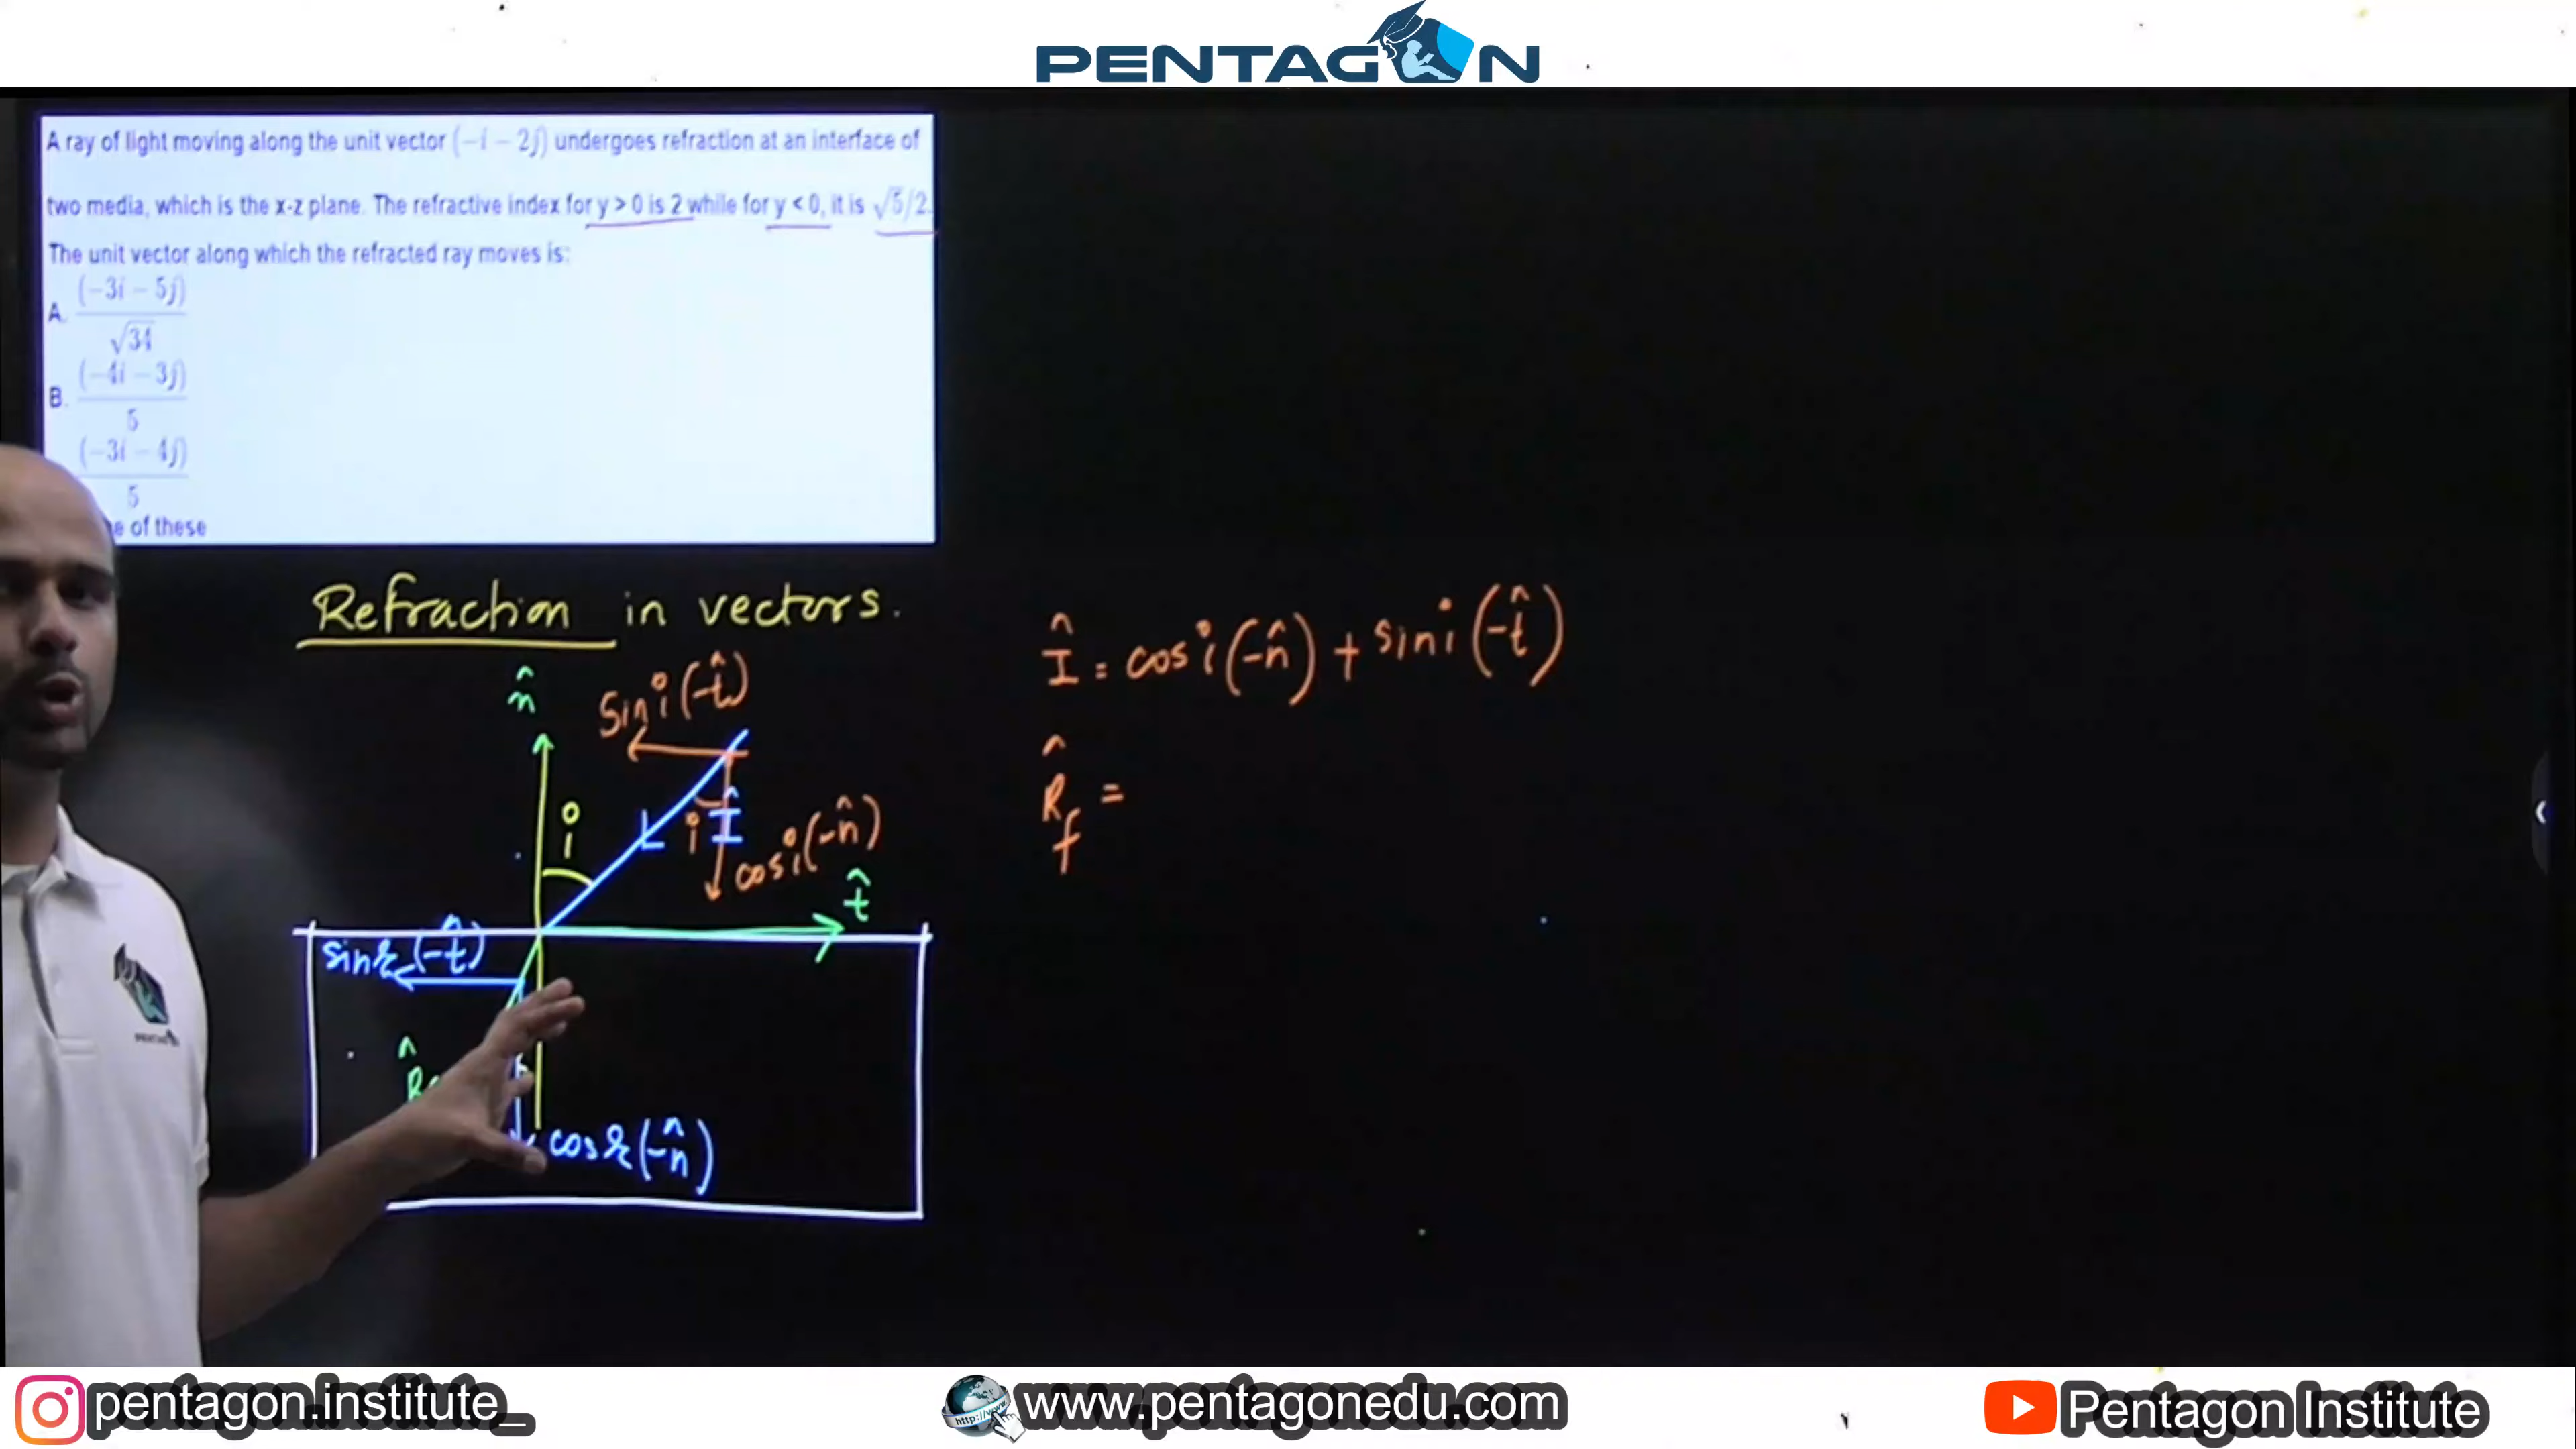 PENTAGON
A ray of light moving along the unit vector (−i − 2j) undergoes refraction at an interface of
two media, which is the x-z plane. The refractive index for y > 0 is 2 while for y < 0, it is √5/2.
The unit vector along which the refracted ray moves is:
A. (−3i − 5j) / √34
B. (−4i − 3j) / 5
(−3i − 4j) / 5
of these
Refraction in vectors.
n̂
sin i (−t̂)
i
i
Î
cos i (−n̂)
t̂
sin r (−t̂)
cos r (−n̂)
Î = cos i (−n̂) + sin i (−t̂)
R̂f =
PENTAGON
pentagon.institute_
http://www
www.pentagonedu.com
Pentagon Institute